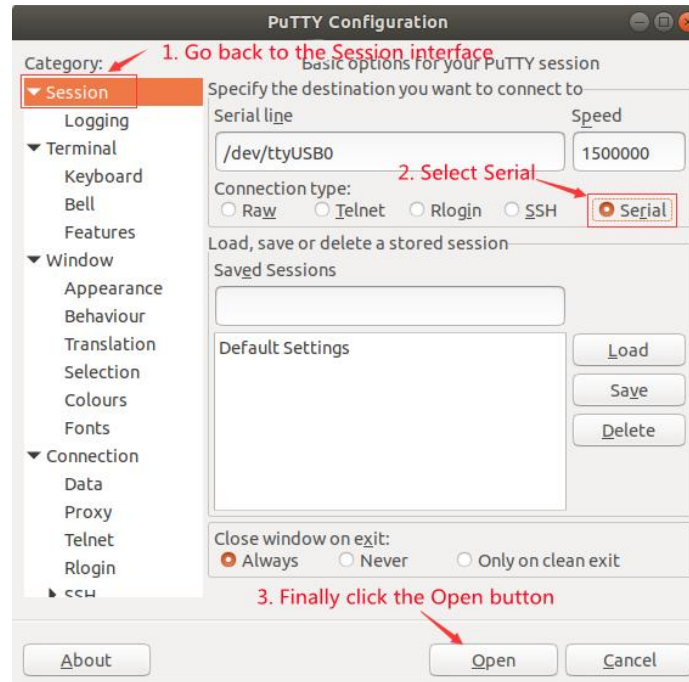 PuTTY Configuration
1. Go back to the Session interface
Category:
Basic options for your PuTTY session
Session
Logging
Terminal
Keyboard
Bell
Features
Window
Appearance
Behaviour
Translation
Selection
Colours
Fonts
Connection
Data
Proxy
Telnet
Rlogin
SSH
Specify the destination you want to connect to
Serial line Speed
/dev/ttyUSB0 1500000
2. Select Serial
Connection type:
Raw Telnet Rlogin SSH Serial
Load, save or delete a stored session
Saved Sessions
Default Settings
Load
Save
Delete
Close window on exit:
Always Never Only on clean exit
3. Finally click the Open button
About Open Cancel